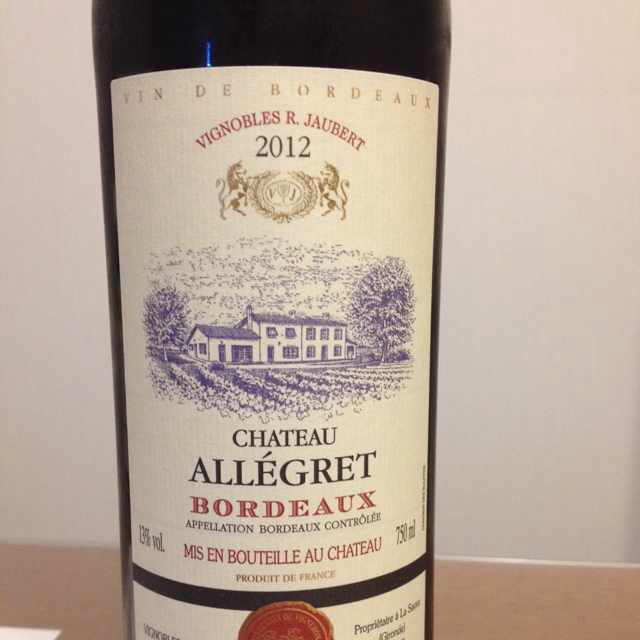 VIN DE BORDEAUX
VIGNOBLES R. JAUBERT
2012
CHATEAU
ALLÉGRET
BORDEAUX
APPELLATION BORDEAUX CONTRÔLÉE
13% vol.
750 ml
MIS EN BOUTEILLE AU CHATEAU
PRODUIT DE FRANCE
VIGNOBLES
Propriétaire à La
(Gironde)